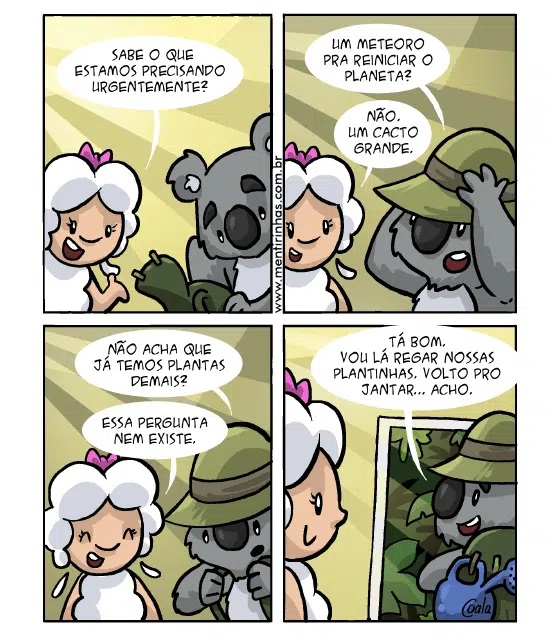 SABE O QUE
ESTAMOS PRECISANDO
URGENTEMENTE?
UM METEORO
PRA REINICIAR O
PLANETA?
NÃO.
UM CACTO
GRANDE.
www.mentirinhas.com.br
NÃO ACHA QUE
JÁ TEMOS PLANTAS
DEMAIS?
ESSA PERGUNTA
NEM EXISTE.
TÁ BOM.
VOU LÁ REGAR NOSSAS
PLANTINHAS. VOLTO PRO
JANTAR... ACHO.
Coala